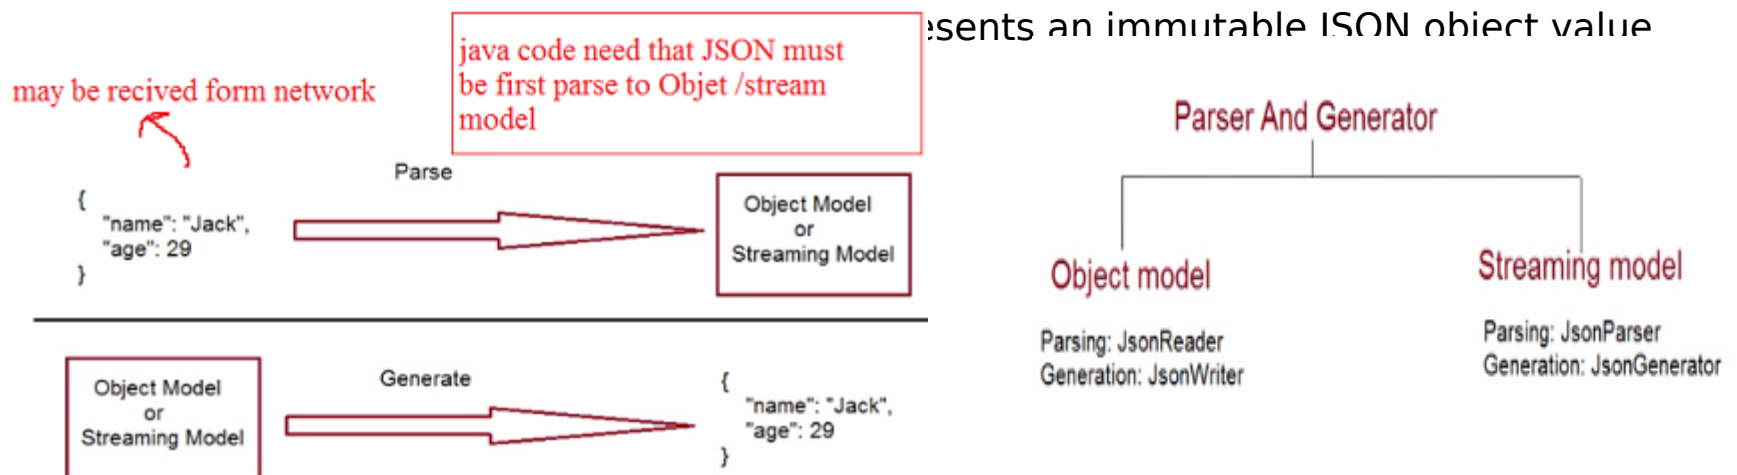 esents an immutable JSON object value
java code need that JSON must
be first parse to Objet /stream
model
may be recived form network
Parse
{
"name": "Jack",
"age": 29
}
Object Model
or
Streaming Model
Object Model
or
Streaming Model
Generate
{
"name": "Jack",
"age": 29
}
Parser And Generator
Object model
Parsing: JsonReader
Generation: JsonWriter
Streaming model
Parsing: JsonParser
Generation: JsonGenerator